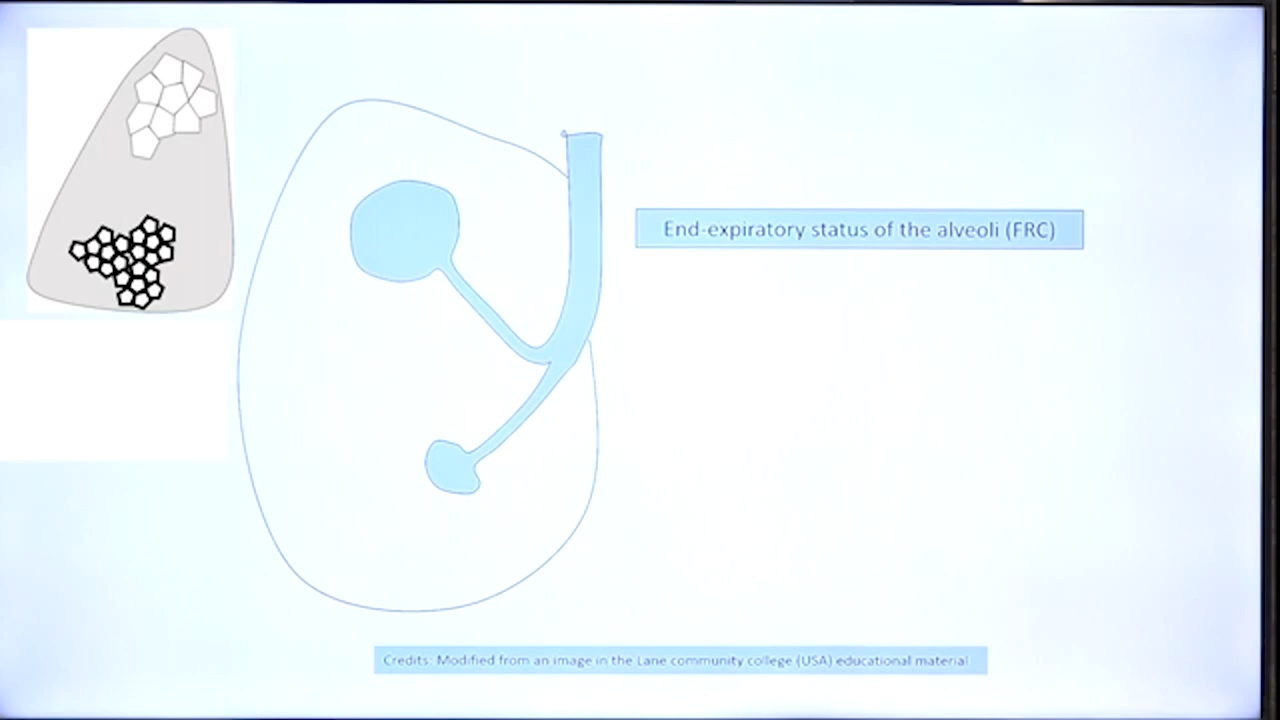 End-expiratory status of the alveoli (FRC)
Credits: Modified from an image in the Lane community college (USA) educational material